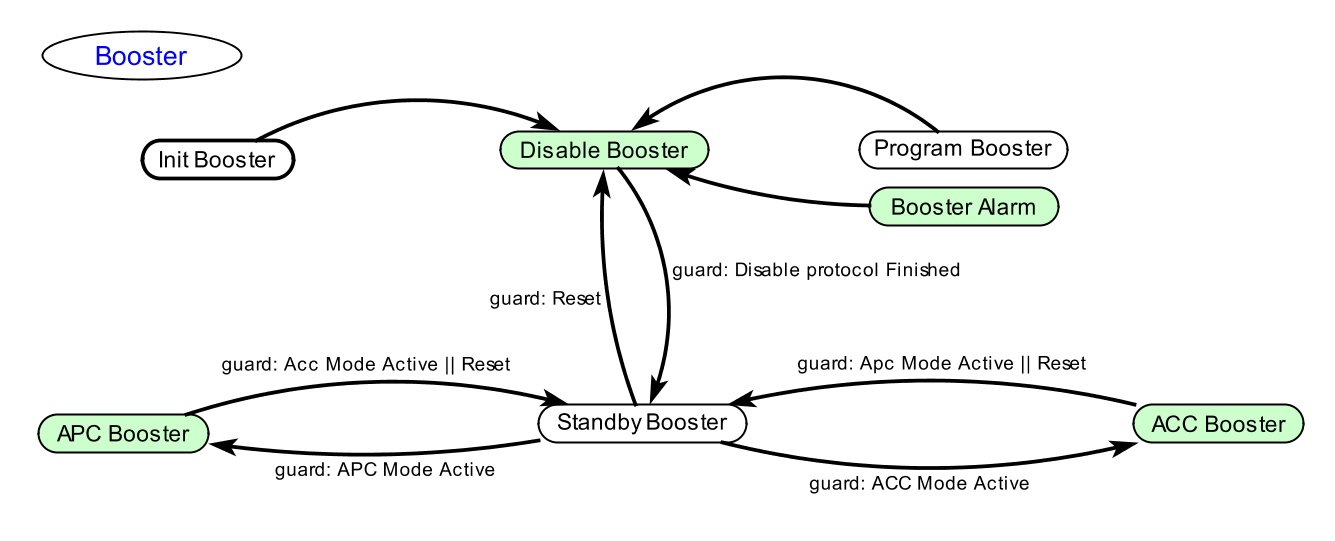 Booster
Init Booster
Disable Booster
Program Booster
Booster Alarm
guard: Disable protocol Finished
guard: Reset
guard: Acc Mode Active || Reset
guard: Apc Mode Active || Reset
APC Booster
Standby Booster
ACC Booster
guard: APC Mode Active
guard: ACC Mode Active